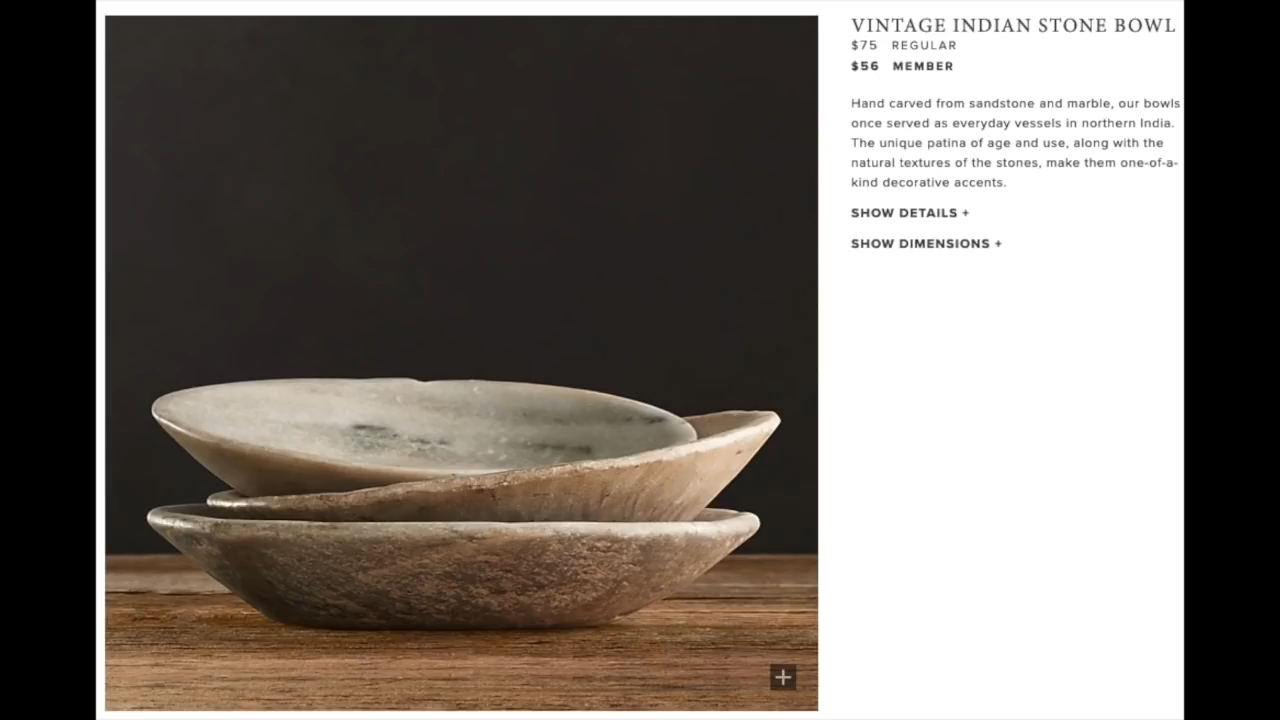 VINTAGE INDIAN STONE BOWL
$75 REGULAR
$56 MEMBER
Hand carved from sandstone and marble, our bowls
once served as everyday vessels in northern India.
The unique patina of age and use, along with the
natural textures of the stones, make them one-of-a-
kind decorative accents.
SHOW DETAILS +
SHOW DIMENSIONS +